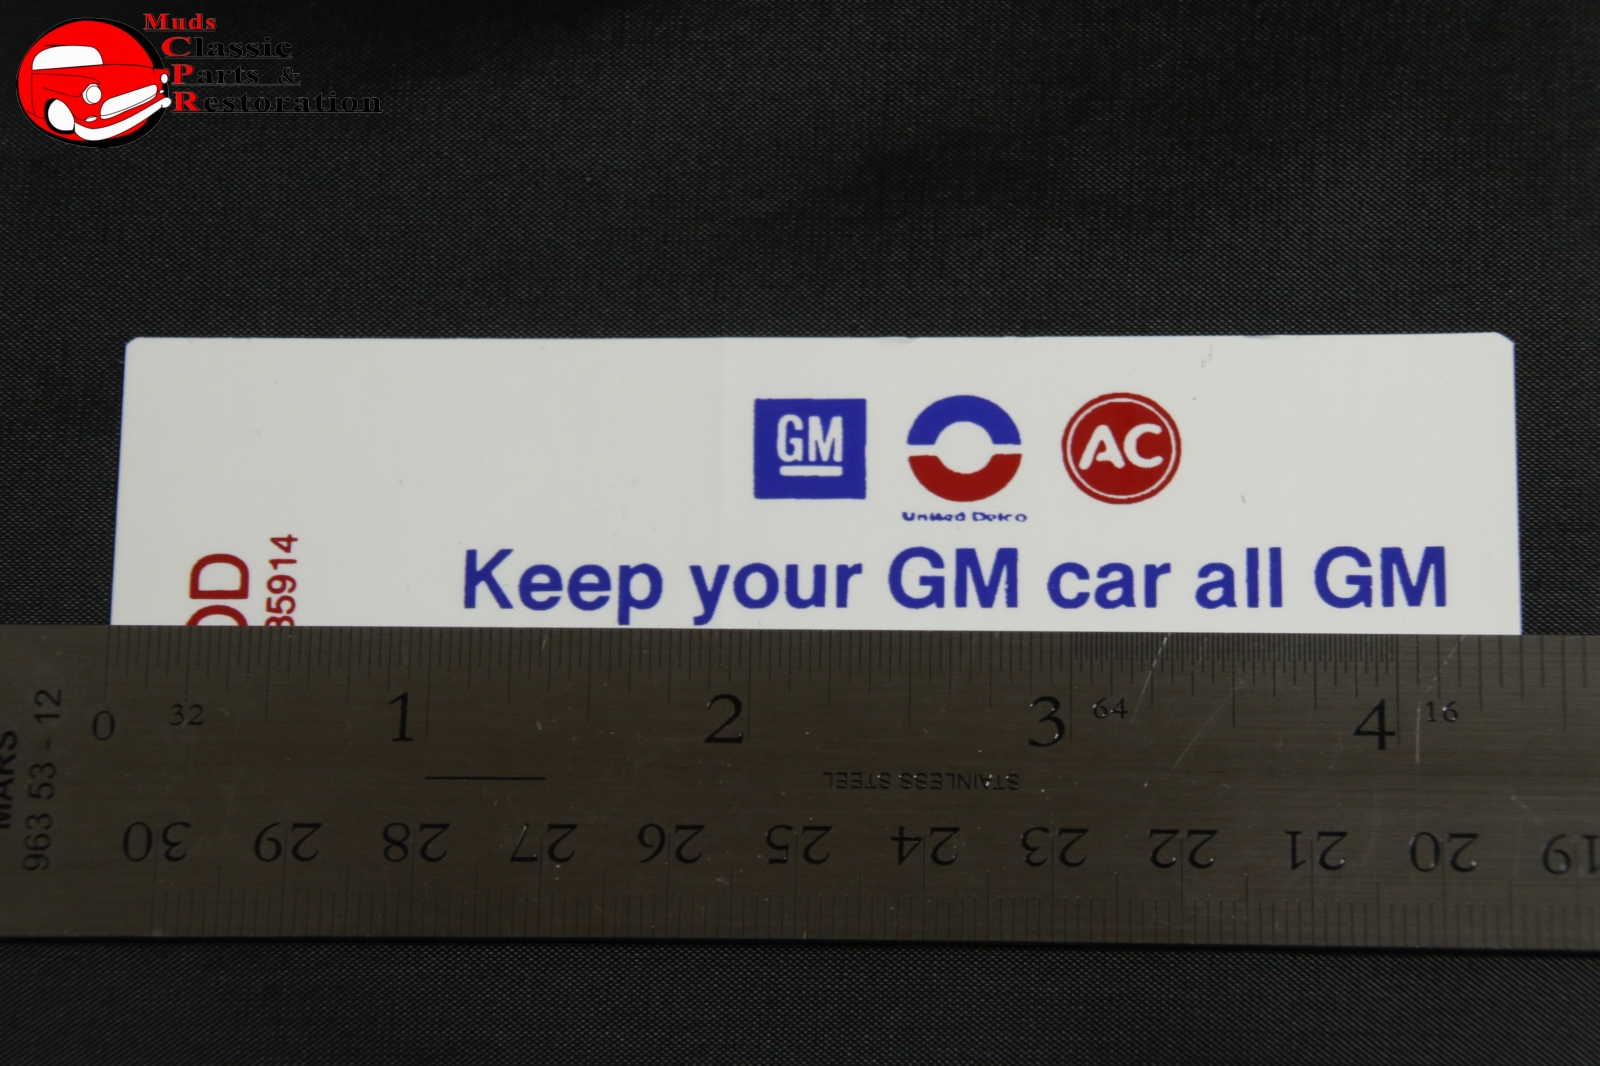 Muds
Classic
Parts &
Restoration
GM
AC
United Delco
Keep your GM car all GM
OD
35914
0 32 1 2 3 64 4 16
STAINLESS STEEL
MARS
963 53 - 12
30 29 28 27 26 25 24 23 22 21 20 19